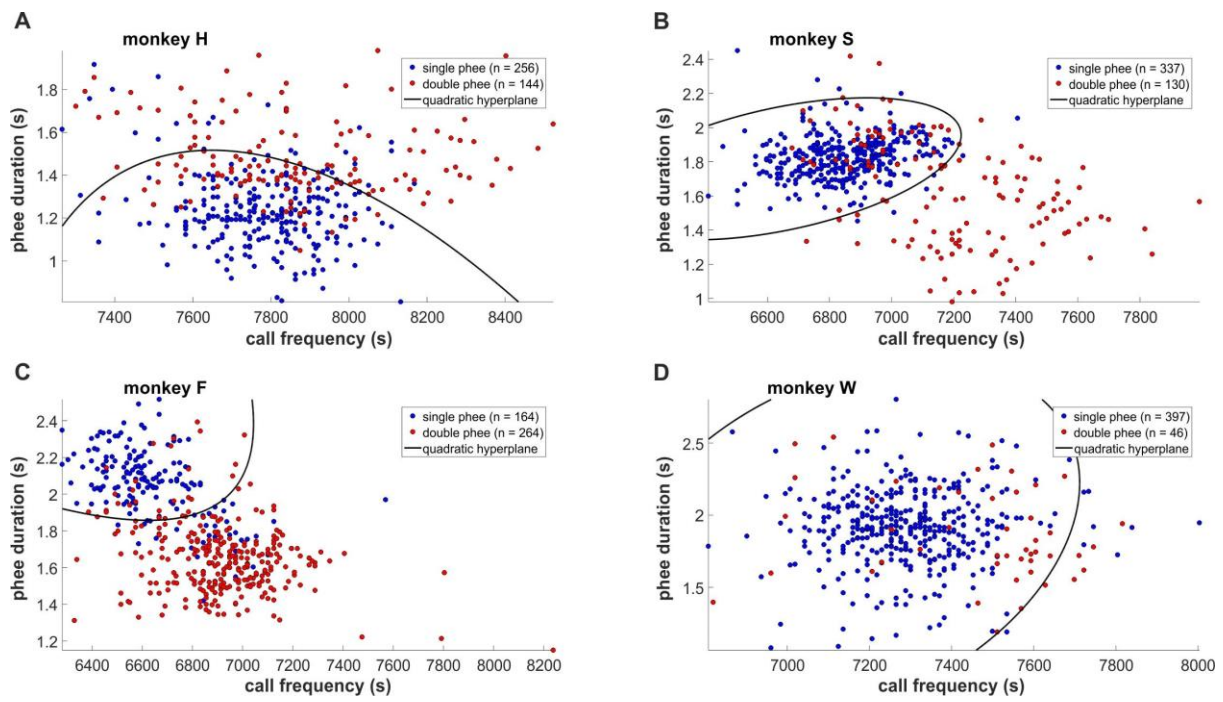 A
monkey H
single phee (n = 256)
double phee (n = 144)
quadratic hyperplane
phee duration (s)
1.8
1.6
1.4
1.2
1
7400 7600 7800 8000 8200 8400
call frequency (s)
B
monkey S
single phee (n = 337)
double phee (n = 130)
quadratic hyperplane
phee duration (s)
2.4
2.2
2
1.8
1.6
1.4
1.2
1
6600 6800 7000 7200 7400 7600 7800
call frequency (s)
C
monkey F
single phee (n = 164)
double phee (n = 264)
quadratic hyperplane
phee duration (s)
2.4
2.2
2
1.8
1.6
1.4
1.2
6400 6600 6800 7000 7200 7400 7600 7800 8000 8200
call frequency (s)
D
monkey W
single phee (n = 397)
double phee (n = 46)
quadratic hyperplane
phee duration (s)
2.5
2
1.5
7000 7200 7400 7600 7800 8000
call frequency (s)